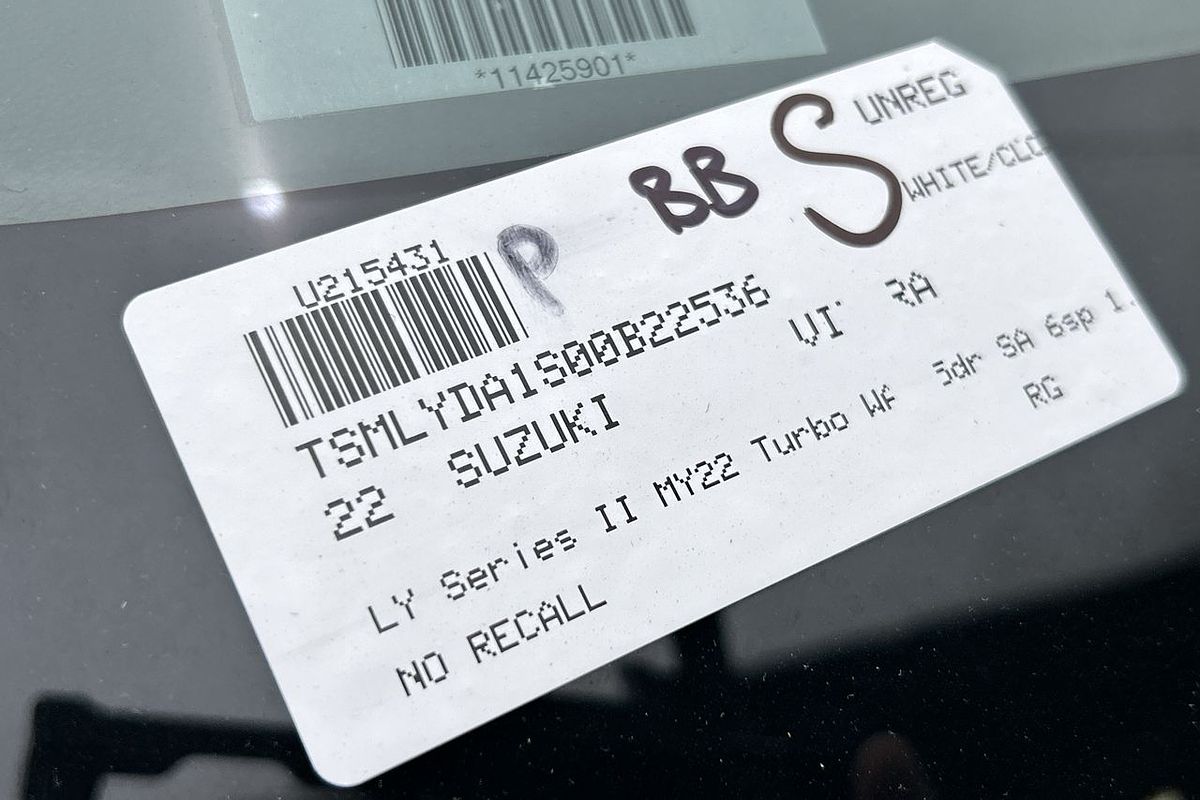 *11425901*
BB S UNREG
WHITE/CLO
U215431 P
TSMLYDA1S00B22536
22 SUZUKI VI RA
LY Series II MY22 Turbo WA 5dr SA 6sp 1.
NO RECALL RG